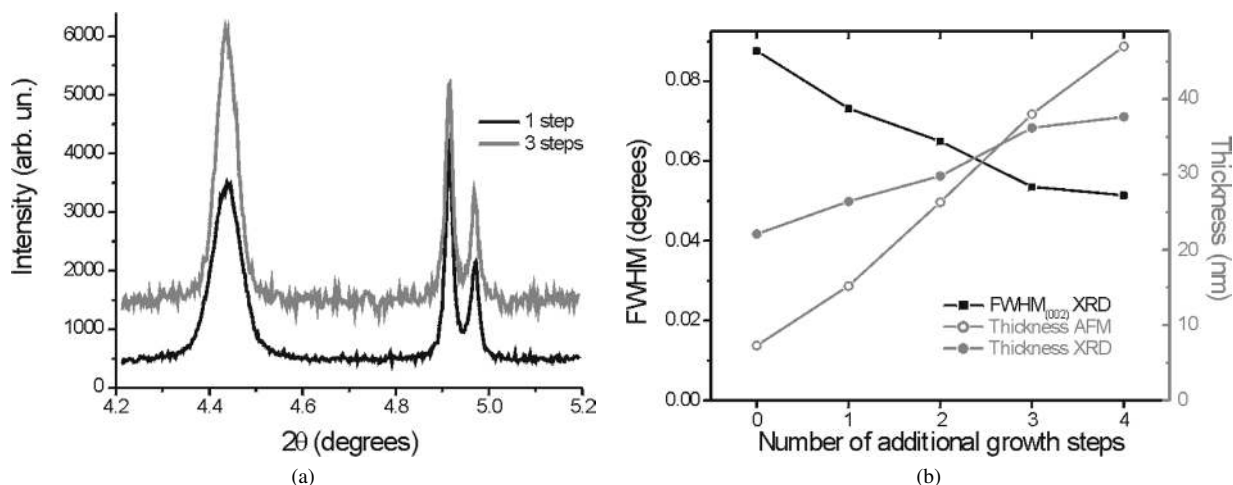 6000
5000
4000
3000
2000
1000
0
Intensity (arb. un.)
1 step
3 steps
4.2 4.4 4.6 4.8 5.0 5.2
2θ (degrees)
(a)
0.08
0.06
0.04
0.02
0.00
FWHM (degrees)
40
30
20
10
0
Thickness (nm)
FWHM(002) XRD
Thickness AFM
Thickness XRD
0 1 2 3 4
Number of additional growth steps
(b)